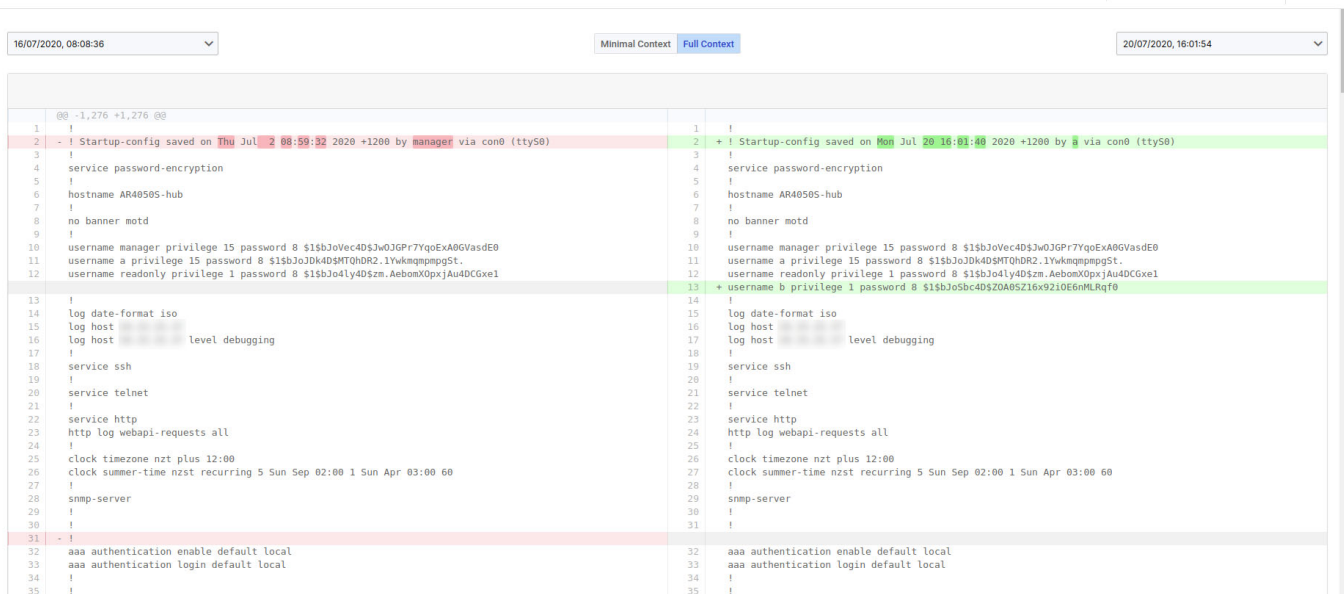 16/07/2020, 08:08:36
Minimal Context Full Context
20/07/2020, 16:01:54
@@ -1,276 +1,276 @@
1 !
2 - ! Startup-config saved on Thu Jul  2 08:59:32 2020 +1200 by manager via con0 (ttyS0)
3 !
4 service password-encryption
5 !
6 hostname AR4050S-hub
7 !
8 no banner motd
9 !
10 username manager privilege 15 password 8 $1$bJoVec4D$JwOJGPr7YqoExA0GVasdE0
11 username a privilege 15 password 8 $1$bJoJDk4D$MTQhDR2.1Ywkmqmpmpgst.
12 username readonly privilege 1 password 8 $1$bJo4ly4D$zm.AebomXOpxjAu4DCGxe1
13 !
14 log date-format iso
15 log host
16 log host level debugging
17 !
18 service ssh
19 !
20 service telnet
21 !
22 service http
23 http log webapi-requests all
24 !
25 clock timezone nzt plus 12:00
26 clock summer-time nzst recurring 5 Sun Sep 02:00 1 Sun Apr 03:00 60
27 !
28 snmp-server
29 !
30 !
31 - !
32 aaa authentication enable default local
33 aaa authentication login default local
34 !
35 !
1 !
2 + ! Startup-config saved on Mon Jul 20 16:01:40 2020 +1200 by a via con0 (ttyS0)
3 !
4 service password-encryption
5 !
6 hostname AR4050S-hub
7 !
8 no banner motd
9 !
10 username manager privilege 15 password 8 $1$bJoVec4D$JwOJGPr7YqoExA0GVasdE0
11 username a privilege 15 password 8 $1$bJoJDk4D$MTQhDR2.1Ywkmqmpmpgst.
12 username readonly privilege 1 password 8 $1$bJo4ly4D$zm.AebomXOpxjAu4DCGxe1
13 + username b privilege 1 password 8 $1$bJoSbc4D$ZOA0SZ16x92iOE6nMLRqf0
14 !
15 log date-format iso
16 log host
17 log host level debugging
18 !
19 service ssh
20 !
21 service telnet
22 !
23 service http
24 http log webapi-requests all
25 !
26 clock timezone nzt plus 12:00
27 clock summer-time nzst recurring 5 Sun Sep 02:00 1 Sun Apr 03:00 60
28 !
29 snmp-server
30 !
31 !
32 aaa authentication enable default local
33 aaa authentication login default local
34 !
35 !